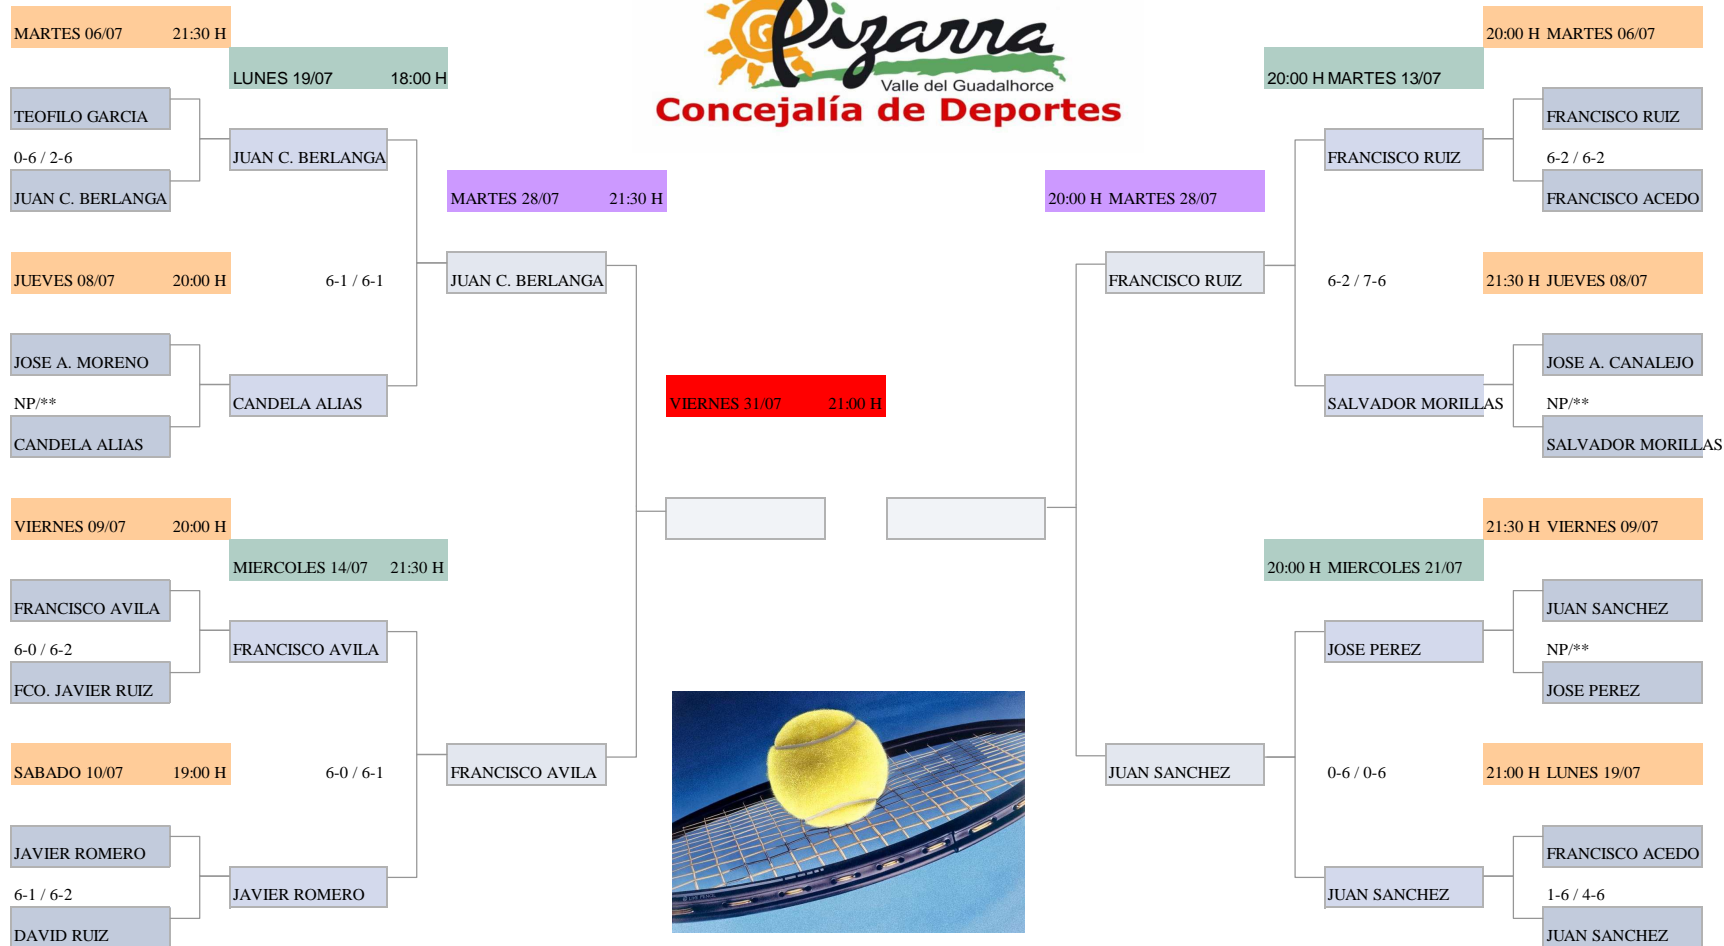 Pizarra
Valle del Guadalhorce
Concejalía de Deportes
MARTES 06/07 21:30 H
LUNES 19/07 18:00 H
TEOFILO GARCIA
0-6 / 2-6
JUAN C. BERLANGA
JUAN C. BERLANGA
MARTES 28/07 21:30 H
JUEVES 08/07 20:00 H
6-1 / 6-1
JUAN C. BERLANGA
JOSE A. MORENO
NP/**
CANDELA ALIAS
CANDELA ALIAS
VIERNES 31/07 21:00 H
VIERNES 09/07 20:00 H
MIERCOLES 14/07 21:30 H
FRANCISCO AVILA
6-0 / 6-2
FRANCISCO AVILA
FCO. JAVIER RUIZ
SABADO 10/07 19:00 H
6-0 / 6-1
FRANCISCO AVILA
JAVIER ROMERO
6-1 / 6-2
JAVIER ROMERO
DAVID RUIZ
20:00 H MARTES 06/07
20:00 H MARTES 13/07
FRANCISCO RUIZ
FRANCISCO RUIZ
6-2 / 6-2
FRANCISCO ACEDO
20:00 H MARTES 28/07
FRANCISCO RUIZ
6-2 / 7-6
21:30 H JUEVES 08/07
JOSE A. CANALEJO
SALVADOR MORILLAS
NP/**
SALVADOR MORILLAS
21:30 H VIERNES 09/07
20:00 H MIERCOLES 21/07
JUAN SANCHEZ
JOSE PEREZ
NP/**
JOSE PEREZ
JUAN SANCHEZ
0-6 / 0-6
21:00 H LUNES 19/07
FRANCISCO ACEDO
JUAN SANCHEZ
1-6 / 4-6
JUAN SANCHEZ